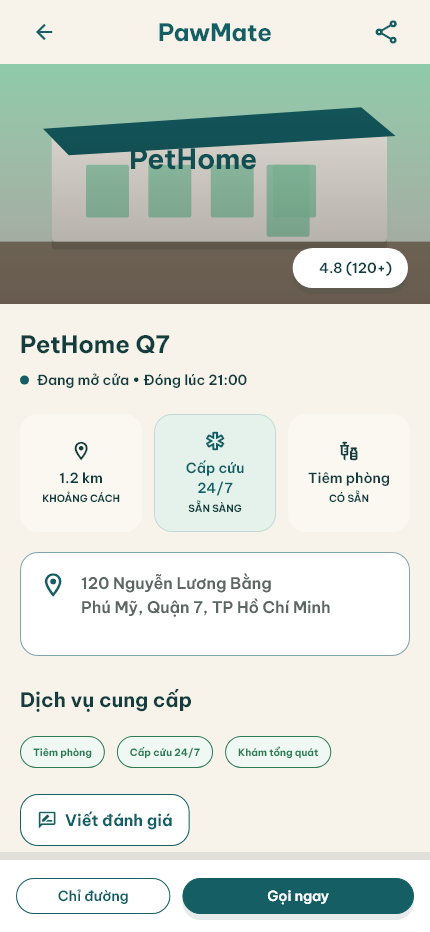 PawMate
PetHome
4.8 (120+)
PetHome Q7
Đang mở cửa • Đóng lúc 21:00
1.2 km
KHOẢNG CÁCH
Cấp cứu
24/7
SẴN SÀNG
Tiêm phòng
CÓ SẴN
120 Nguyễn Lương Bằng
Phú Mỹ, Quận 7, TP Hồ Chí Minh
Dịch vụ cung cấp
Tiêm phòng
Cấp cứu 24/7
Khám tổng quát
Viết đánh giá
Chỉ đường
Gọi ngay